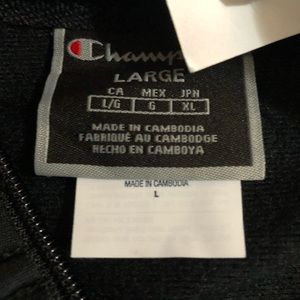 Champ
LARGE
CA MEX JPN
L/G G XL
MADE IN CAMBODIA
FABRIQUÉ AU CAMBODGE
HECHO EN CAMBOYA
MADE IN CAMBODIA
L